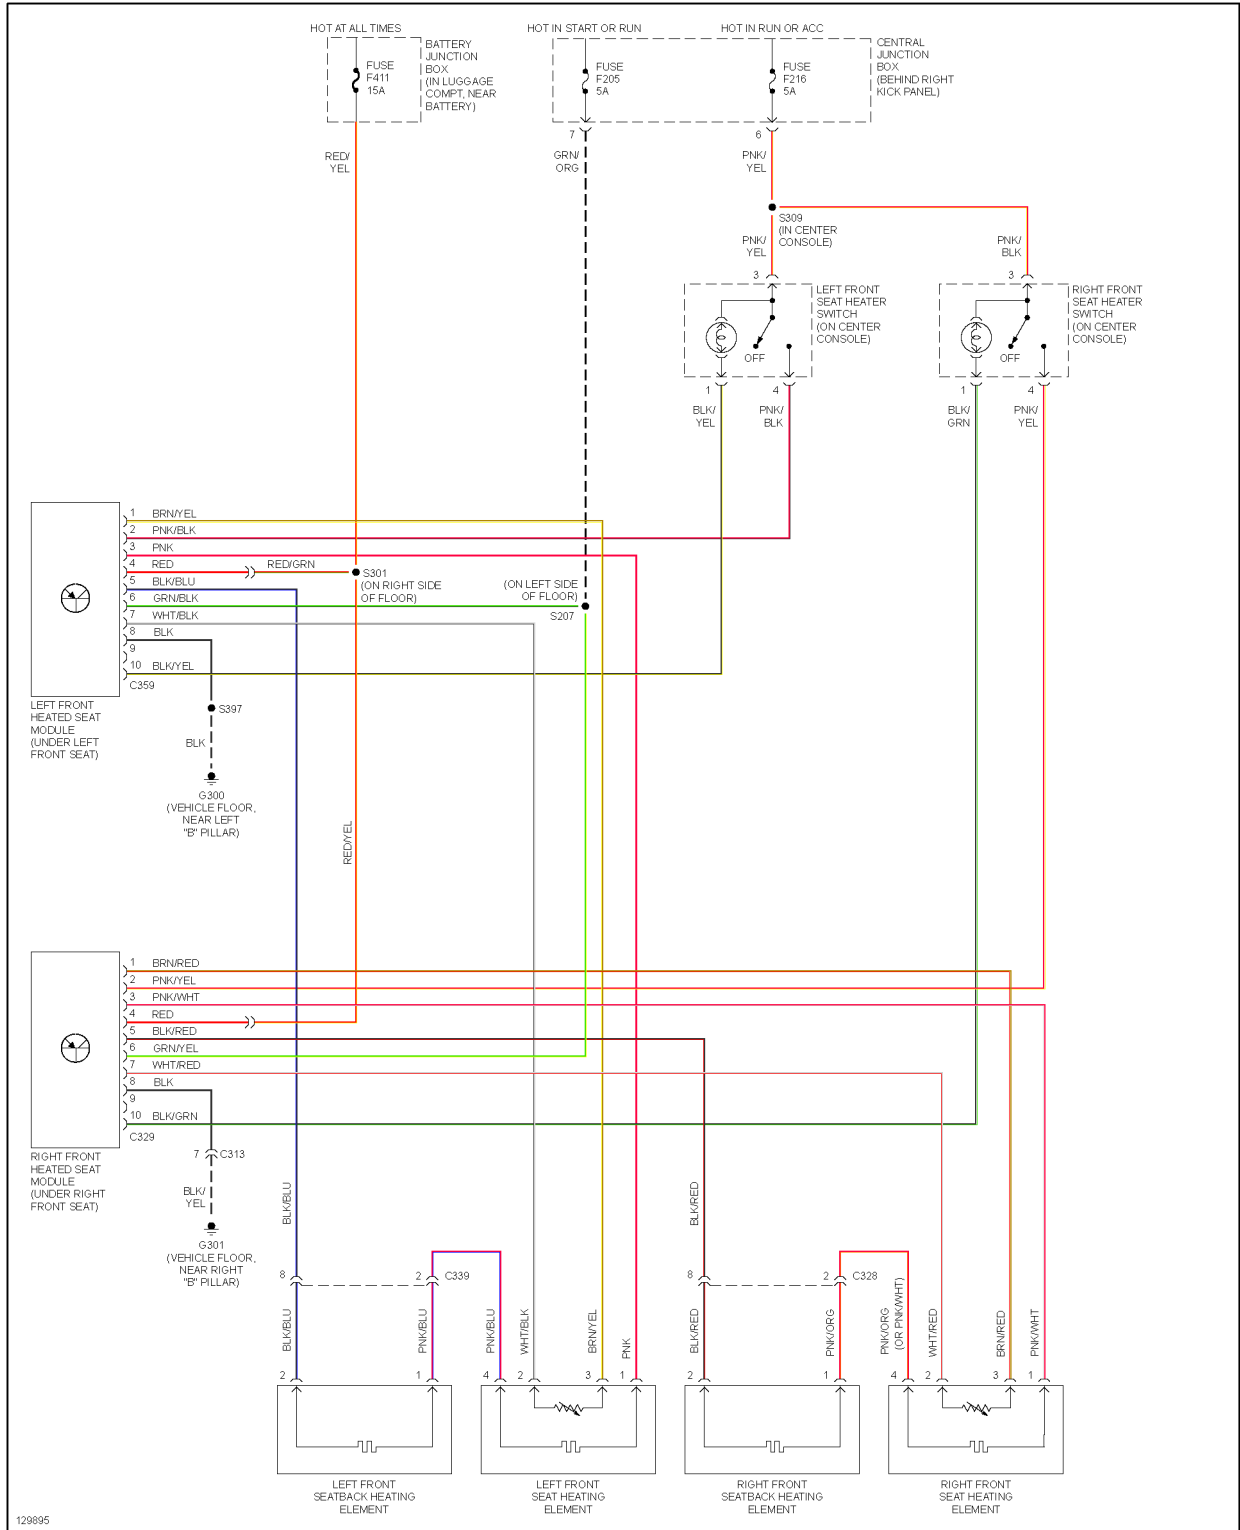 HOT AT ALL TIMES
HOT IN START OR RUN
HOT IN RUN OR ACC
FUSE
F411
15A
BATTERY
JUNCTION
BOX
(IN LUGGAGE
COMPT, NEAR
BATTERY)
FUSE
F205
5A
FUSE
F216
5A
CENTRAL
JUNCTION
BOX
(BEHIND RIGHT
KICK PANEL)
7
6
RED/
YEL
GRN/
ORG
PNK/
YEL
S309
(IN CENTER
CONSOLE)
PNK/
YEL
PNK/
BLK
3
3
LEFT FRONT
SEAT HEATER
SWITCH
(ON CENTER
CONSOLE)
OFF
RIGHT FRONT
SEAT HEATER
SWITCH
(ON CENTER
CONSOLE)
OFF
1
4
1
4
BLK/
YEL
PNK/
BLK
BLK/
GRN
PNK/
YEL
1 BRN/YEL
2 PNK/BLK
3 PNK
4 RED
5 BLK/BLU
6 GRN/BLK
7 WHT/BLK
8 BLK
9
10 BLK/YEL
C359
RED/GRN
S301
(ON RIGHT SIDE
OF FLOOR)
(ON LEFT SIDE
OF FLOOR)
S207
LEFT FRONT
HEATED SEAT
MODULE
(UNDER LEFT
FRONT SEAT)
S397
BLK
G300
(VEHICLE FLOOR,
NEAR LEFT
"B" PILLAR)
RED/YEL
1 BRN/RED
2 PNK/YEL
3 PNK/WHT
4 RED
5 BLK/RED
6 GRN/YEL
7 WHT/RED
8 BLK
9
10 BLK/GRN
C329
RIGHT FRONT
HEATED SEAT
MODULE
(UNDER RIGHT
FRONT SEAT)
7 C313
BLK/
YEL
G301
(VEHICLE FLOOR,
NEAR RIGHT
"B" PILLAR)
BLK/BLU
BLK/RED
8
2 C339
8
2 C328
BLK/BLU
PNK/BLU
PNK/BLU
WHT/BLK
BRN/YEL
PNK
BLK/RED
PNK/ORG
PNK/ORG
(OR PNK/WHT)
WHT/RED
BRN/RED
PNK/WHT
2
1
4
2
3
1
2
1
4
2
3
1
LEFT FRONT
SEATBACK HEATING
ELEMENT
LEFT FRONT
SEAT HEATING
ELEMENT
RIGHT FRONT
SEATBACK HEATING
ELEMENT
RIGHT FRONT
SEAT HEATING
ELEMENT
129895